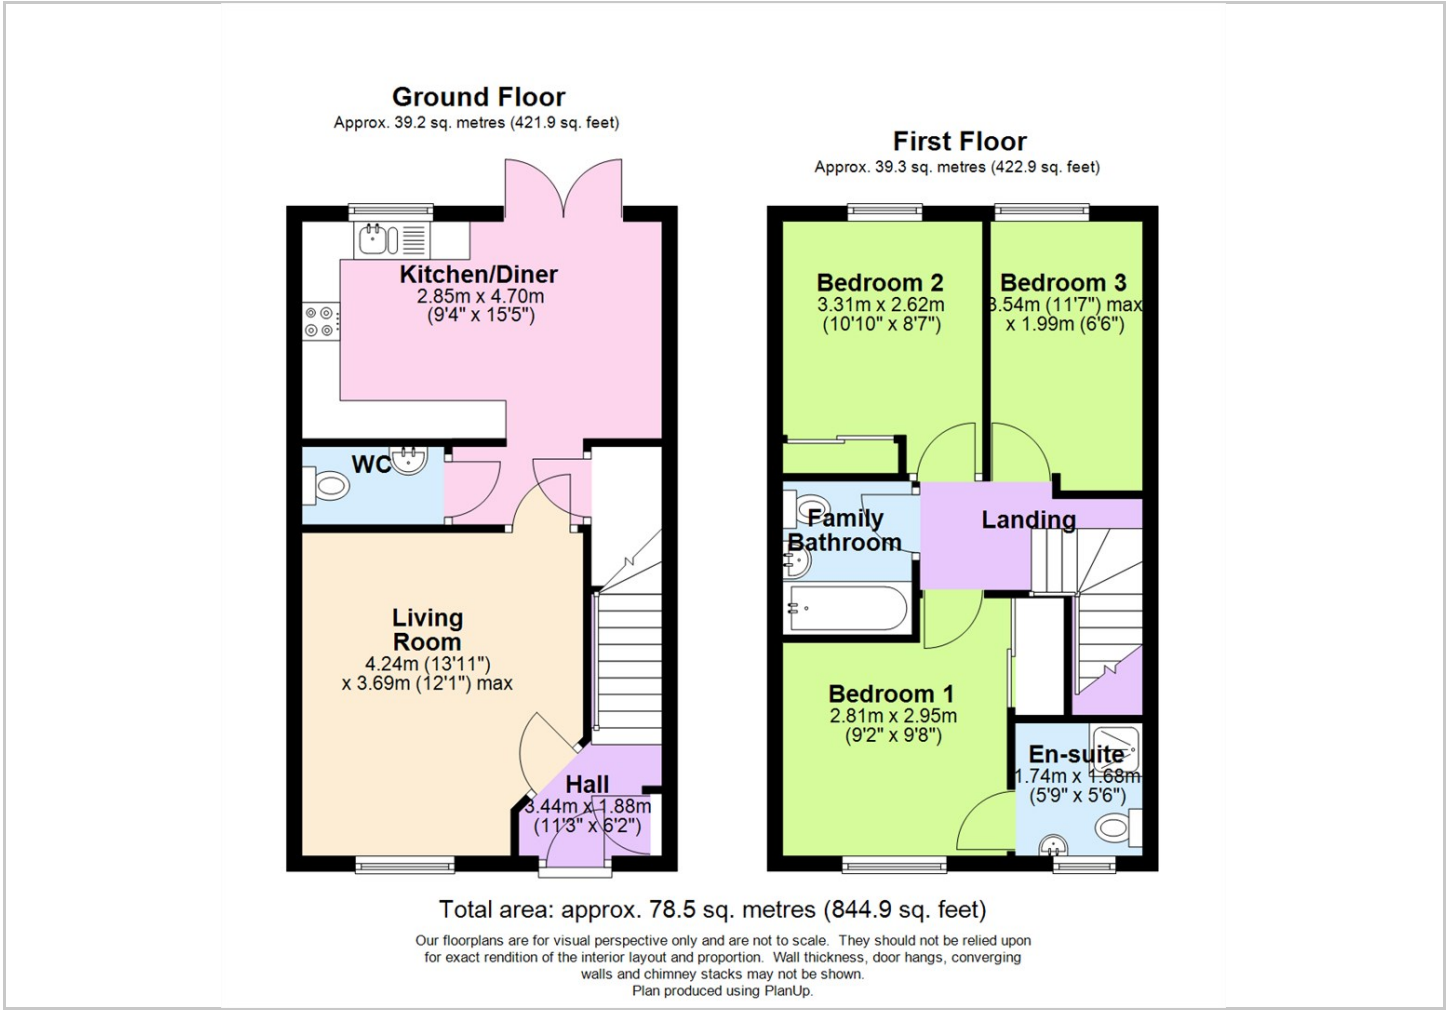 Ground Floor
Approx. 39.2 sq. metres (421.9 sq. feet)
Kitchen/Diner
2.85m x 4.70m
(9'4" x 15'5")
WC
Living
Room
4.24m (13'11")
x 3.69m (12'1") max
Hall
3.44m x 1.88m
(11'3" x 6'2")
First Floor
Approx. 39.3 sq. metres (422.9 sq. feet)
Bedroom 2
3.31m x 2.62m
(10'10" x 8'7")
Bedroom 3
3.54m (11'7") max
x 1.99m (6'6")
Family
Bathroom
Landing
Bedroom 1
2.81m x 2.95m
(9'2" x 9'8")
En-suite
1.74m x 1.68m
(5'9" x 5'6")
Total area: approx. 78.5 sq. metres (844.9 sq. feet)
Our floorplans are for visual perspective only and are not to scale. They should not be relied upon
for exact rendition of the interior layout and proportion. Wall thickness, door hangs, converging
walls and chimney stacks may not be shown.
Plan produced using PlanUp.